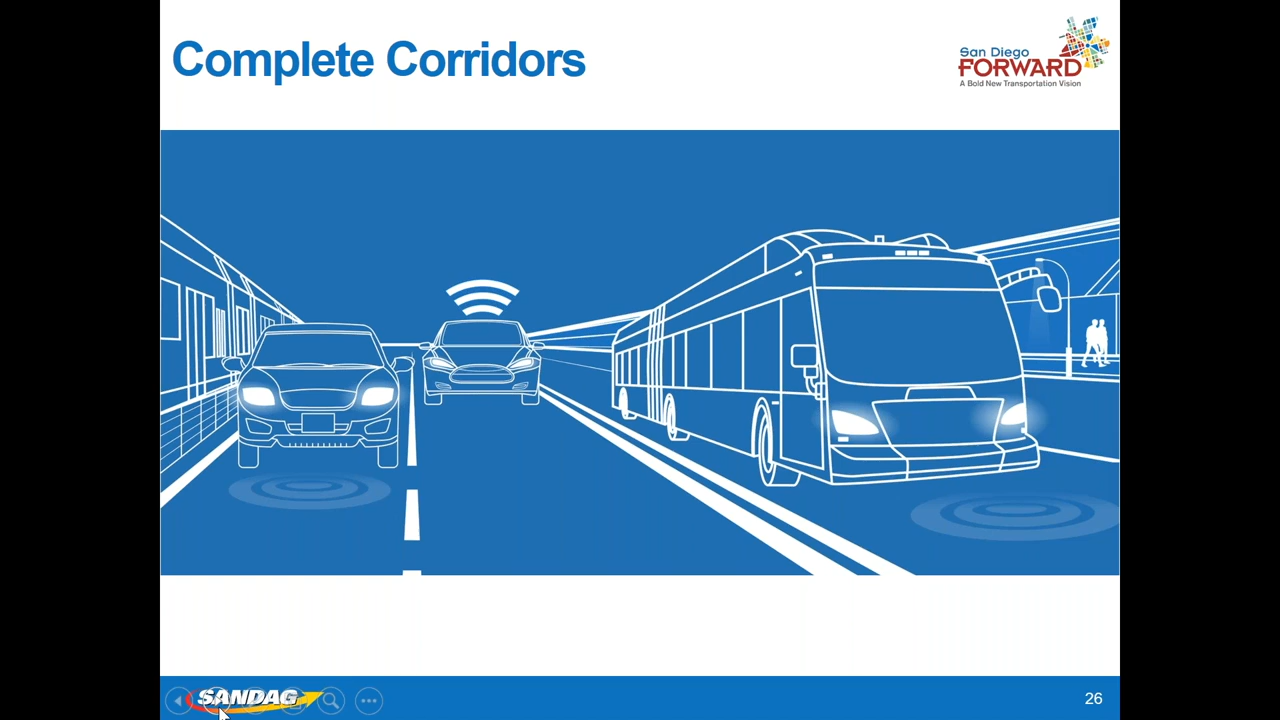 Complete Corridors
San Diego
FORWARD
A Bold New Transportation Vision
SANDAG
26